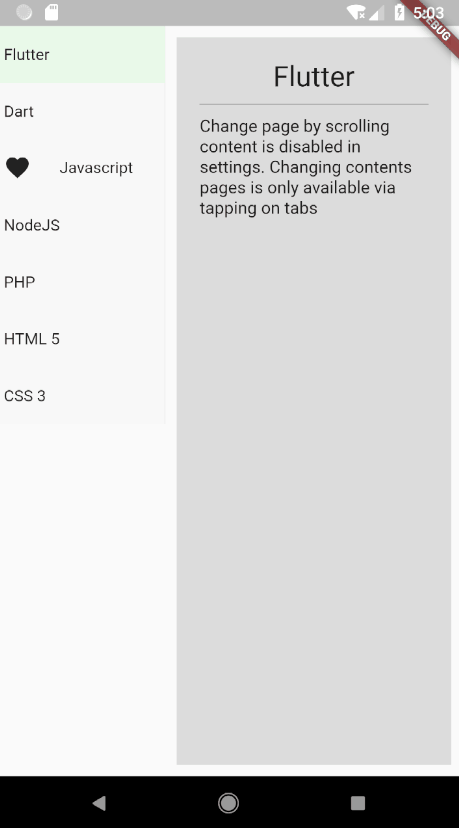 5:03
DEBUG
Flutter
Dart
Javascript
NodeJS
PHP
HTML 5
CSS 3
Flutter
Change page by scrolling
content is disabled in
settings. Changing contents
pages is only available via
tapping on tabs